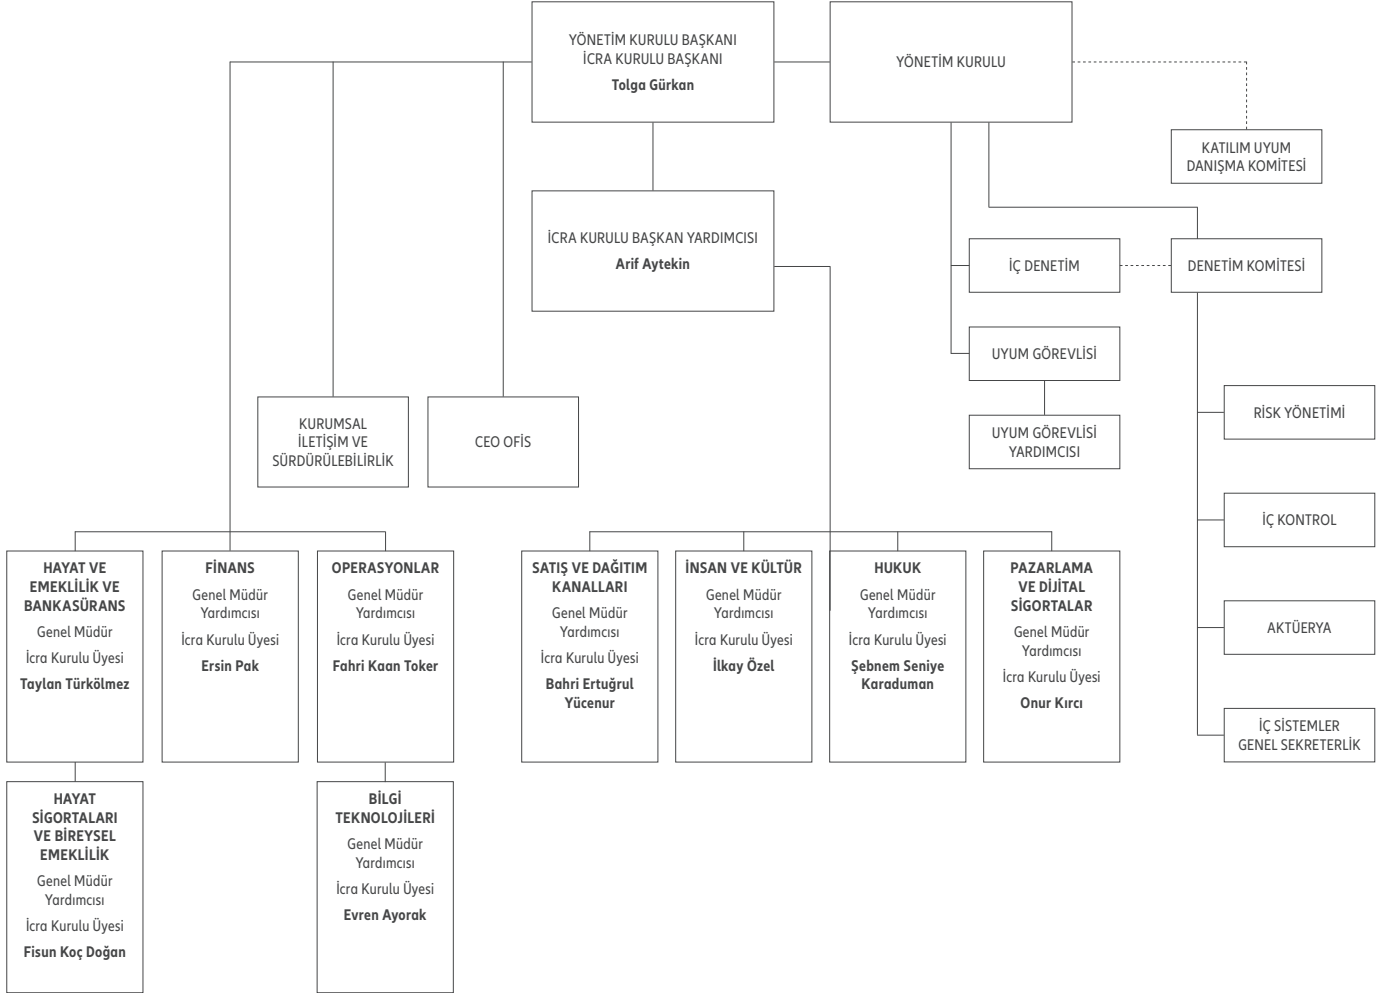 YÖNETİM KURULU BAŞKANI
İCRA KURULU BAŞKANI
Tolga Gürkan
YÖNETİM KURULU
KATILIM UYUM
DANIŞMA KOMİTESİ
İCRA KURULU BAŞKAN YARDIMCISI
Arif Aytekin
İÇ DENETİM
DENETİM KOMİTESİ
UYUM GÖREVLİSİ
UYUM GÖREVLİSİ
YARDIMCISI
KURUMSAL
İLETİŞİM VE
SÜRDÜRÜLEBİLİRLİK
CEO OFİS
RİSK YÖNETİMİ
İÇ KONTROL
AKTÜERYA
İÇ SİSTEMLER
GENEL SEKRETERLİK
HAYAT VE
EMEKLİLİK VE
BANKASÜRANS
Genel Müdür
İcra Kurulu Üyesi
Taylan Türkölmez
FİNANS
Genel Müdür
Yardımcısı
İcra Kurulu Üyesi
Ersin Pak
OPERASYONLAR
Genel Müdür
Yardımcısı
İcra Kurulu Üyesi
Fahri Kaan Toker
SATIŞ VE DAĞITIM
KANALLARI
Genel Müdür
Yardımcısı
İcra Kurulu Üyesi
Bahri Ertuğrul
Yücenur
İNSAN VE KÜLTÜR
Genel Müdür
Yardımcısı
İcra Kurulu Üyesi
İlkay Özel
HUKUK
Genel Müdür
Yardımcısı
İcra Kurulu Üyesi
Şebnem Seniye
Karaduman
PAZARLAMA
VE DİJİTAL
SİGORTALAR
Genel Müdür
Yardımcısı
İcra Kurulu Üyesi
Onur Kırcı
HAYAT
SİGORTALARI
VE BİREYSEL
EMEKLİLİK
Genel Müdür
Yardımcısı
İcra Kurulu Üyesi
Fisun Koç Doğan
BİLGİ
TEKNOLOJİLERİ
Genel Müdür
Yardımcısı
İcra Kurulu Üyesi
Evren Ayorak